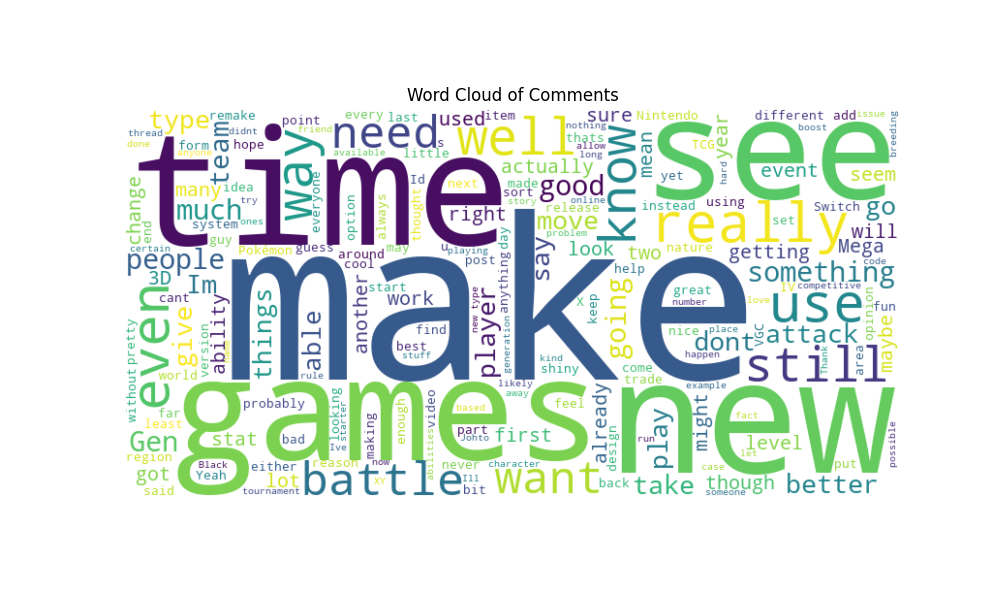 Word Cloud of Comments
type
remake
point
every
last
used
item
sure
Nintendo
different
add
issue
thread
done
form
didnt
hope
anyone
team
friend
way
need
s
well
nothing
thats
allow
long
know
mean
TCG
yet
hard
year
boost
event
see
seem
breeding
change
end
many
idea
try
much
system
ones
guy
certain
time
everyone
available
option
little
always
Id
thought
next
right
actually
made
sort
story
good
online
release
move
problem
instead
using
really
set
Switch
go
will
Mega
code
people
Pokémon
guess
around
cool
may
u
playing
post
day
say
look
two
nature
getting
something
3D
Im
cant
ability
start
make
help
great
number
IV
competitive
love
fun
opinion
even
give
version
things
able
another
work
find
best
stuff
player
new type
anything
generation
X
keep
going
nice
place
dont
VGC
use
attack
maybe
pretty
without
world
here
rule
kind
shiny
come
trade
happen
still
Thank
area
likely
away
example
far
least
games
probably
looking
Ive
starter
making
enough
video
based
feel
already
design
new
run
play
might
fact
let
level
possible
Gen
region
stat
bad
abilities
part
Johto
first
case
put
got
said
Black
Yeah
either
tournament
lot
reason
battle
now
XY
never
bit
Ill
character
want
back
take
someone
though
better